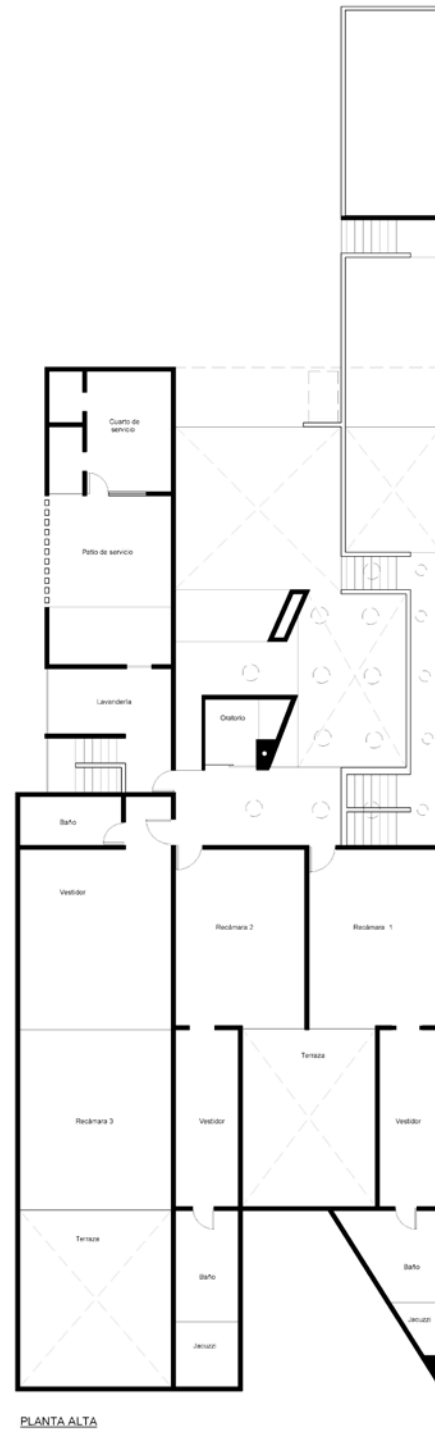 Cuarto de
servicio
Patio de servicio
Lavandería
Oratorio
Baño
Vestidor
Recámara 2
Recámara 1
Terraza
Recámara 3
Vestidor
Vestidor
Terraza
Baño
Baño
Jacuzzi
Jacuzzi
PLANTA ALTA